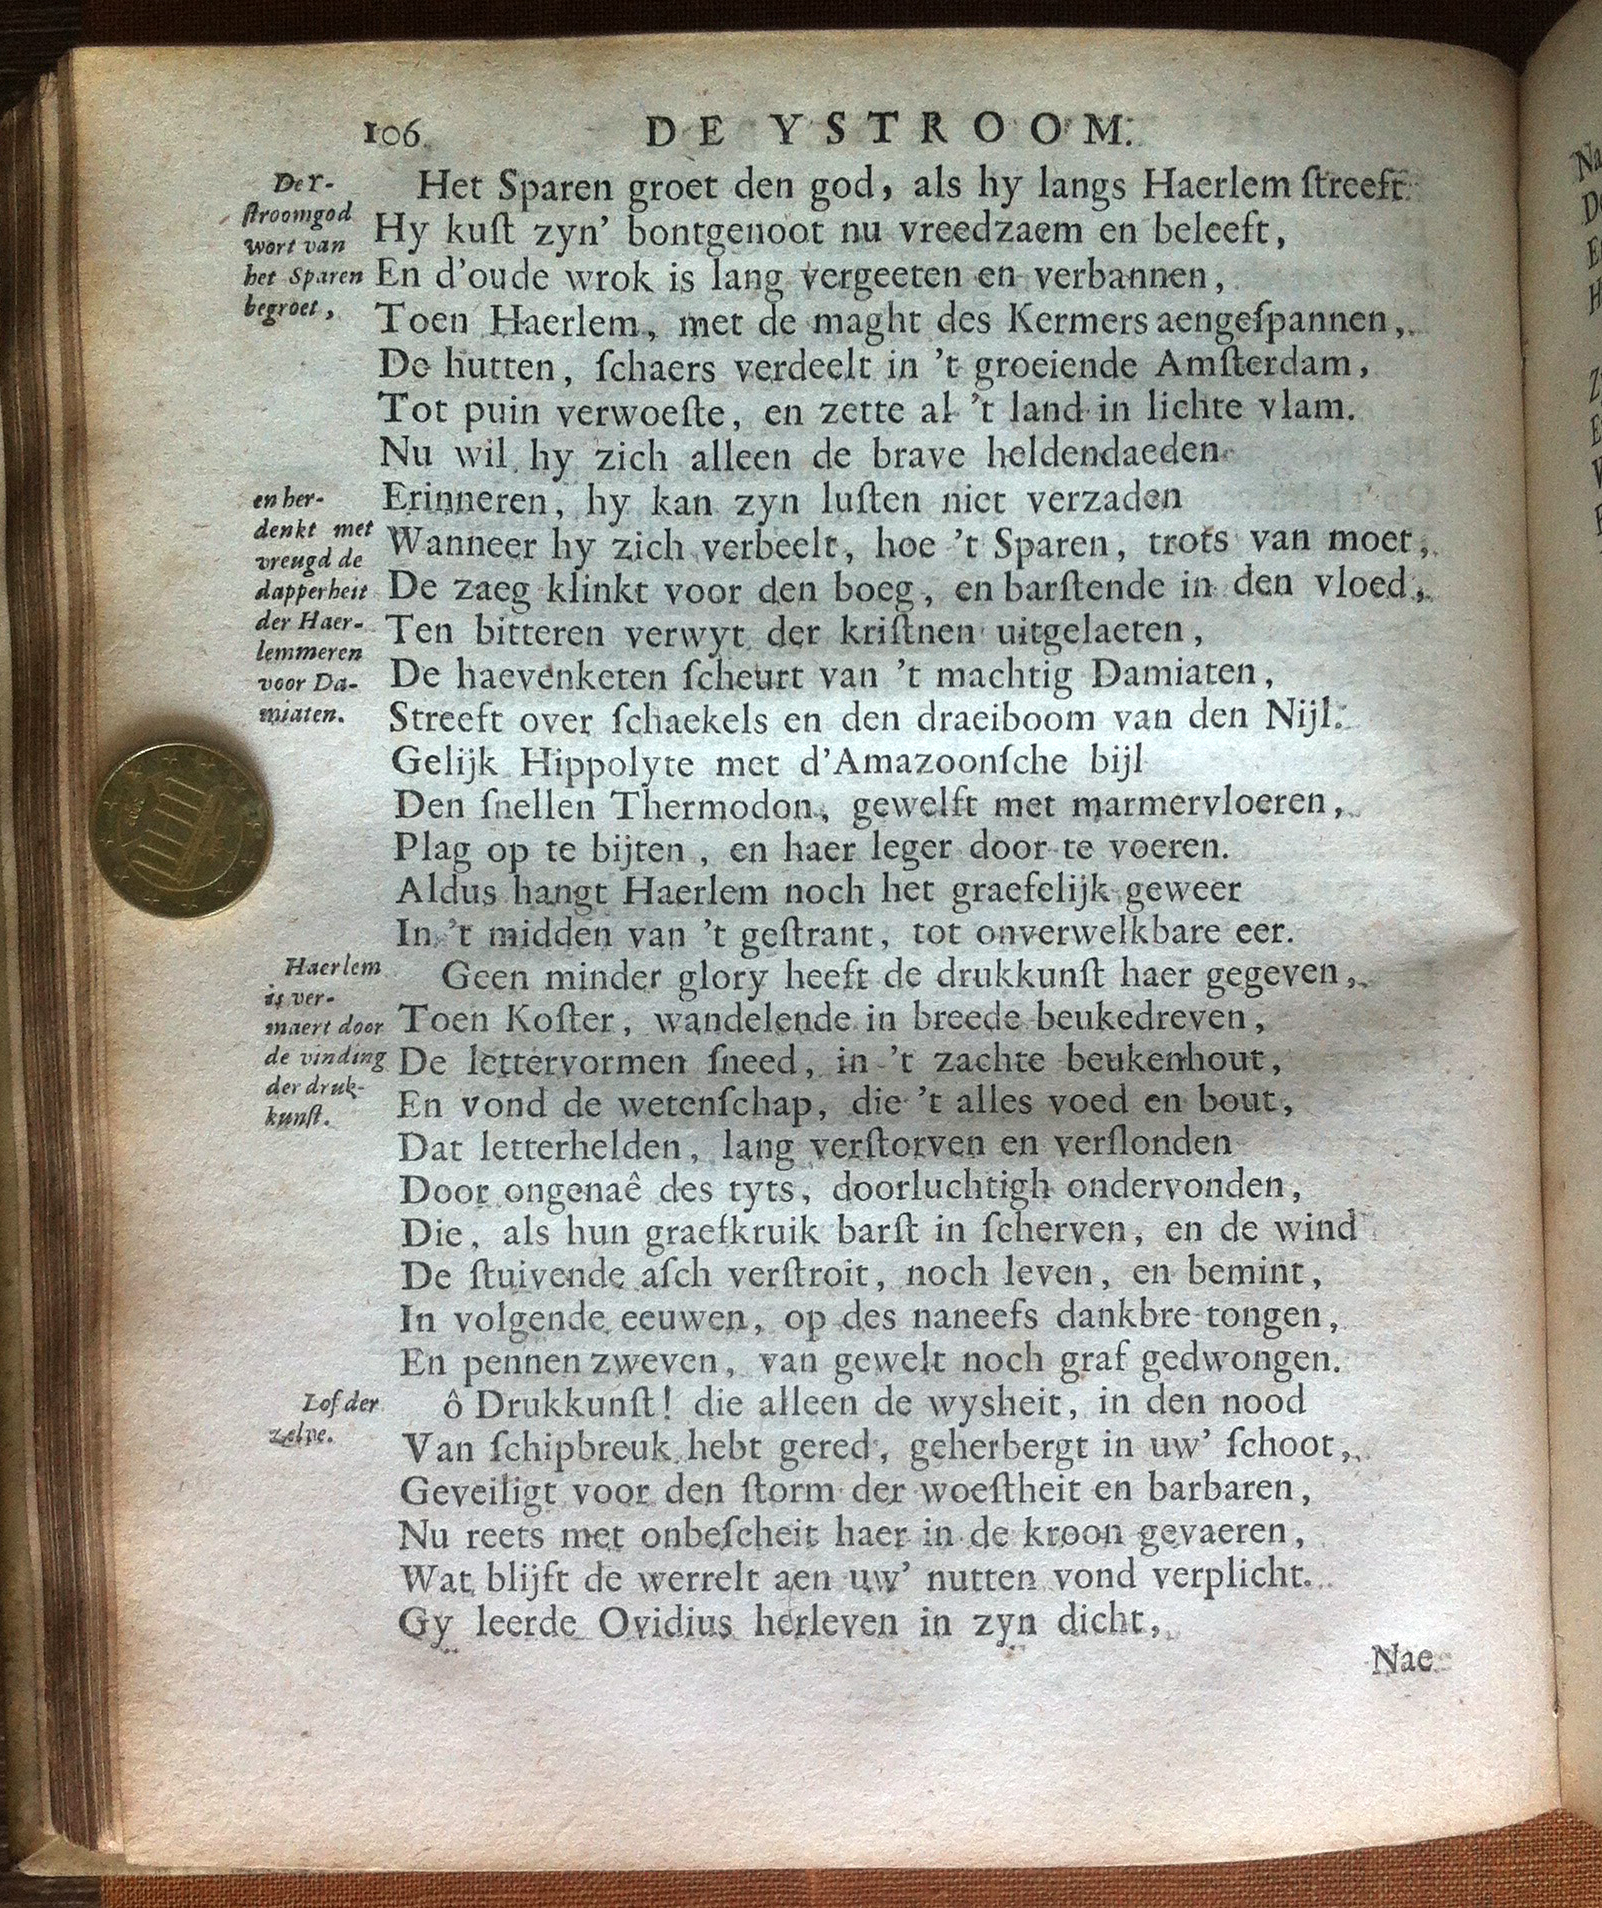 106 DE YSTROOM.
De Y-
ſtroomgod
wort van
het Sparen
begroet,
Het Sparen groet den god, als hy langs Haerlem ſtreeft
Hy kuſt zyn' bontgenoot nu vreedzaem en beleeft,
En d'oude wrok is lang vergeeten en verbannen,
Toen Haerlem, met de maght des Kermers aengeſpannen,
De hutten, ſchaers verdeelt in 't groeiende Amſterdam,
Tot puin verwoeſte, en zette al 't land in lichte vlam.
Nu wil hy zich alleen de brave heldendaeden
en her-
denkt met
vreugd de
dapperheit
der Haer-
lemmeren
voor Da-
miaten.
Erinneren, hy kan zyn luſten niet verzaden
Wanneer hy zich verbeelt, hoe 't Sparen, trots van moet,
De zaeg klinkt voor den boeg, en barſtende in den vloed,
Ten bitteren verwyt der kriſtnen uitgelaeten,
De haevenketen ſcheurt van 't machtig Damiaten,
Streeft over ſchaekels en den draeiboom van den Nijl.
Gelijk Hippolyte met d'Amazoonſche bijl
Den ſnellen Thermodon, gewelft met marmervloeren,
Plag op te bijten, en haer leger door te voeren.
Aldus hangt Haerlem noch het graefelijk geweer
In 't midden van 't geſtrant, tot onverwelkbare eer.
Haerlem
is ver-
maert door
de vinding
der druk-
kunſt.
Geen minder glory heeft de drukkunſt haer gegeven,
Toen Koſter, wandelende in breede beukedreven,
De lettervormen ſneed, in 't zachte beukenhout,
En vond de wetenſchap, die 't alles voed en bout,
Dat letterhelden, lang verſtorven en verſlonden
Door ongenaê des tyts, doorluchtigh ondervonden,
Die, als hun graefkruik barſt in ſcherven, en de wind
De ſtuivende aſch verſtroit, noch leven, en bemint,
In volgende eeuwen, op des naneefs dankbre tongen,
En pennen zweven, van gewelt noch graf gedwongen.
Lof der
zelve.
ô Drukkunſt! die alleen de wysheit, in den nood
Van ſchipbreuk hebt gered, geherbergt in uw' ſchoot,
Geveiligt voor den ſtorm der woeſtheit en barbaren,
Nu reets met onbeſcheit haer in de kroon gevaeren,
Wat blijft de werrelt aen uw' nutten vond verplicht.
Gy leerde Ovidius herleven in zyn dicht,
Nae